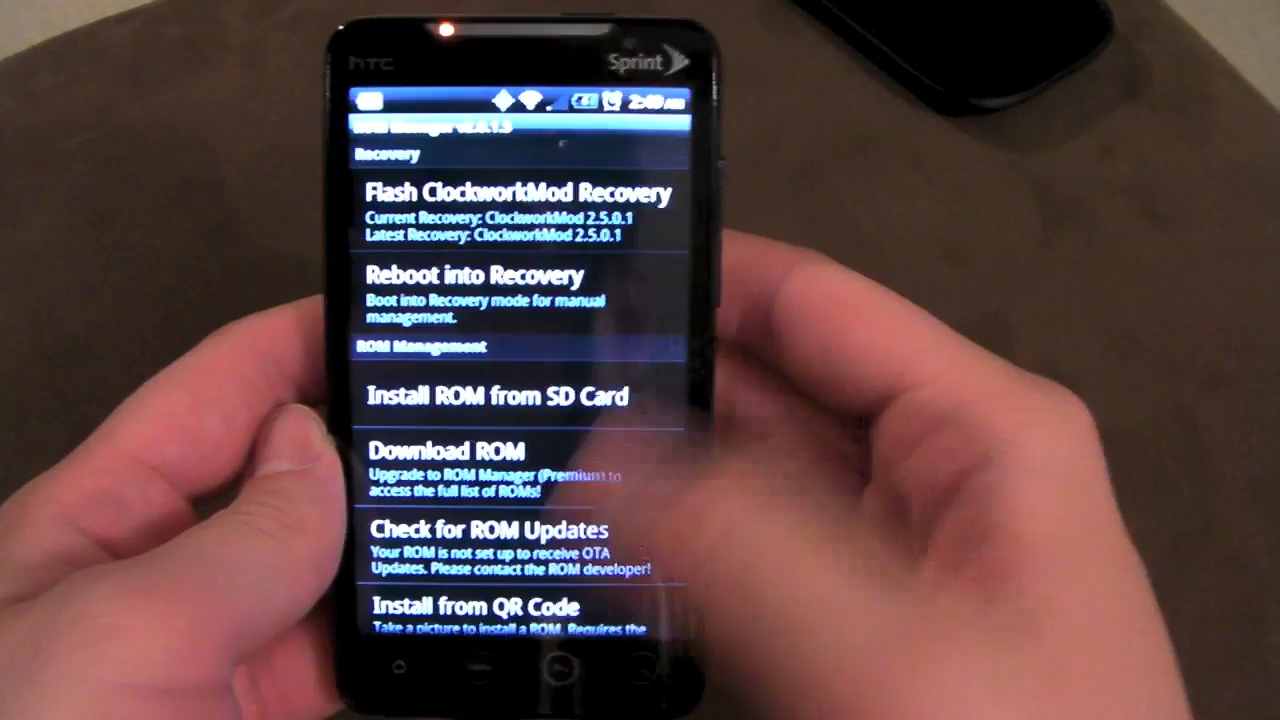 hTC
Sprint
ROM Manager
Recovery
Flash ClockworkMod Recovery
Current Recovery: ClockworkMod 2.5.0.1
Latest Recovery: ClockworkMod 2.5.0.1
Reboot into Recovery
Boot into Recovery mode for manual
management.
ROM Management
Install ROM from SD Card
Download ROM
Upgrade to ROM Manager (Premium) to
access the full list of ROMs!
Check for ROM Updates
Your ROM is not set up to receive OTA
Updates. Please contact the ROM developer!
Install from QR Code
Take a picture to install a ROM. Requires the